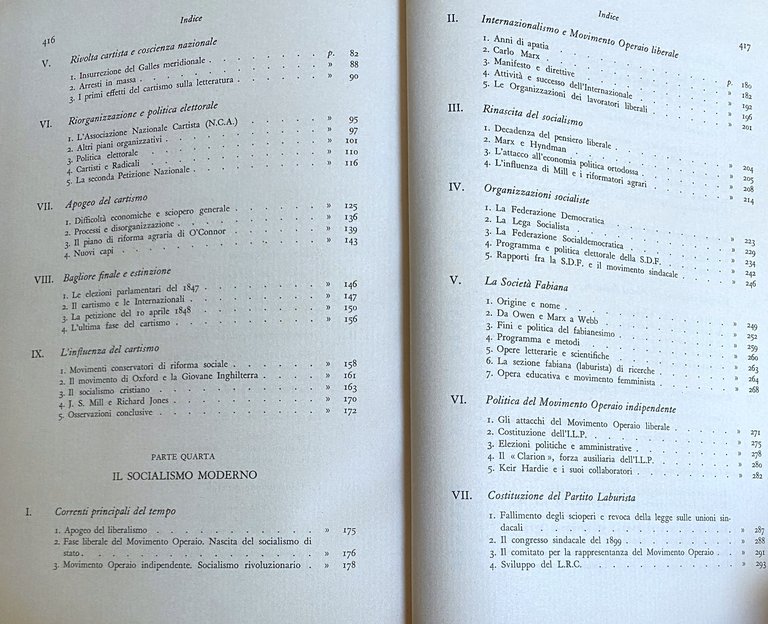 416
Indice
V. Rivolta cartista e coscienza nazionale
1. Insurrezione del Galles meridionale p. 82
2. Arresti in massa » 88
3. I primi effetti del cartismo sulla letteratura » 90
VI. Riorganizzazione e politica elettorale
1. L'Associazione Nazionale Cartista (N.C.A.) » 95
2. Altri piani organizzativi » 97
3. Politica elettorale » 101
4. Cartisti e Radicali » 110
5. La seconda Petizione Nazionale » 116
VII. Apogeo del cartismo
1. Difficoltà economiche e sciopero generale » 125
2. Processi e disorganizzazione » 136
3. Il piano di riforma agraria di O'Connor » 139
4. Nuovi capi » 143
VIII. Bagliore finale e estinzione
1. Le elezioni parlamentari del 1847 » 146
2. Il cartismo e le Internazionali » 147
3. La petizione del 10 aprile 1848 » 150
4. L'ultima fase del cartismo » 156
IX. L'influenza del cartismo
1. Movimenti conservatori di riforma sociale » 158
2. Il movimento di Oxford e la Giovane Inghilterra » 161
3. Il socialismo cristiano » 163
4. J. S. Mill e Richard Jones » 170
5. Osservazioni conclusive » 172
PARTE QUARTA
IL SOCIALISMO MODERNO
I. Correnti principali del tempo
1. Apogeo del liberalismo » 175
2. Fase liberale del Movimento Operaio. Nascita del socialismo di
stato » 176
3. Movimento Operaio indipendente. Socialismo rivoluzionario » 178
Indice
417
II. Internazionalismo e Movimento Operaio liberale
1. Anni di apatia p. 180
2. Carlo Marx » 182
3. Manifesto e direttive » 192
4. Attività e successo dell'Internazionale » 196
5. Le Organizzazioni dei lavoratori liberali » 201
III. Rinascita del socialismo
1. Decadenza del pensiero liberale » 204
2. Marx e Hyndman » 205
3. L'attacco all'economia politica ortodossa » 208
4. L'influenza di Mill e i riformatori agrari » 214
IV. Organizzazioni socialiste
1. La Federazione Democratica » 223
2. La Lega Socialista » 229
3. La Federazione Socialdemocratica » 234
4. Programma e politica elettorale della S.D.F. » 242
5. Rapporti fra la S.D.F. e il movimento sindacale » 246
V. La Società Fabiana
1. Origine e nome » 249
2. Da Owen e Marx a Webb » 252
3. Fini e politica del fabianesimo » 259
4. Programma e metodi » 260
5. Opere letterarie e scientifiche » 263
6. La sezione fabiana (laburista) di ricerche » 264
7. Opera educativa e movimento femminista » 268
VI. Politica del Movimento Operaio indipendente
1. Gli attacchi del Movimento Operaio liberale » 271
2. Costituzione dell'I.L.P. » 275
3. Elezioni politiche e amministrative » 278
4. Il « Clarion », forza ausiliaria dell'I.L.P. » 280
5. Keir Hardie e i suoi collaboratori » 282
VII. Costituzione del Partito Laburista
1. Fallimento degli scioperi e revoca della legge sulle unioni sin-
dacali » 287
2. Il congresso sindacale del 1899 » 288
3. Il comitato per la rappresentanza del Movimento Operaio » 291
4. Sviluppo del L.R.C. » 293